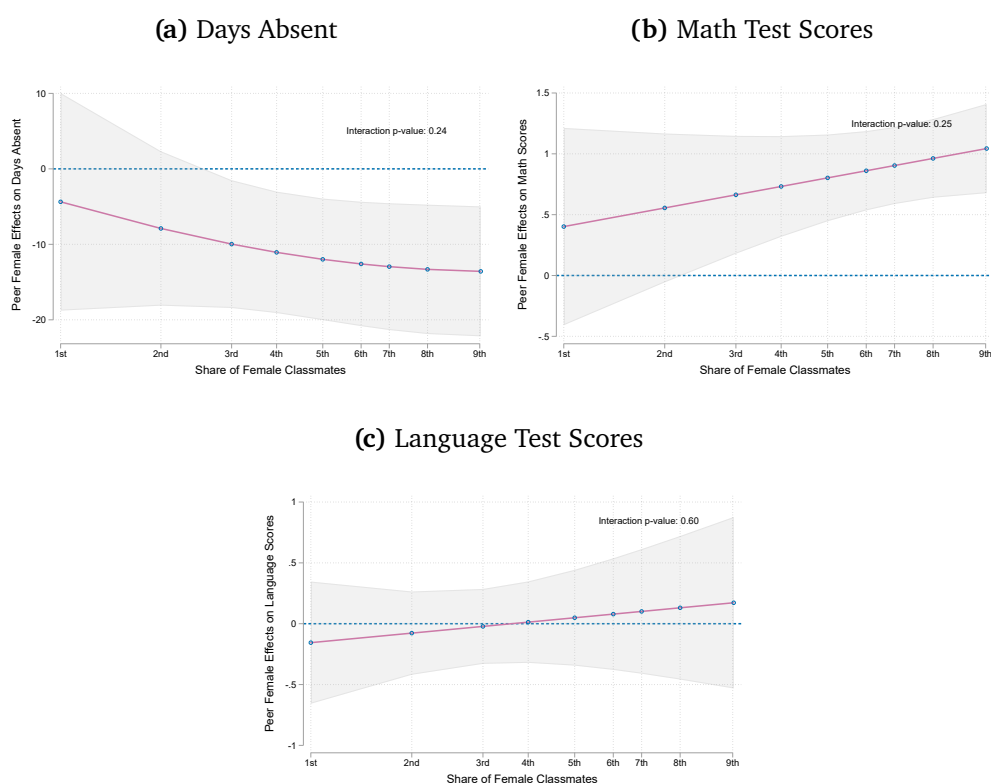 (a) Days Absent
(b) Math Test Scores
Peer Female Effects on Days Absent
10
0
-10
-20
Interaction p-value: 0.24
1st 2nd 3rd 4th 5th 6th 7th 8th 9th
Share of Female Classmates
Peer Female Effects on Math Scores
1.5
1
.5
0
-.5
Interaction p-value: 0.25
1st 2nd 3rd 4th 5th 6th 7th 8th 9th
Share of Female Classmates
(c) Language Test Scores
Peer Female Effects on Language Scores
1
.5
0
-.5
-1
Interaction p-value: 0.60
1st 2nd 3rd 4th 5th 6th 7th 8th 9th
Share of Female Classmates